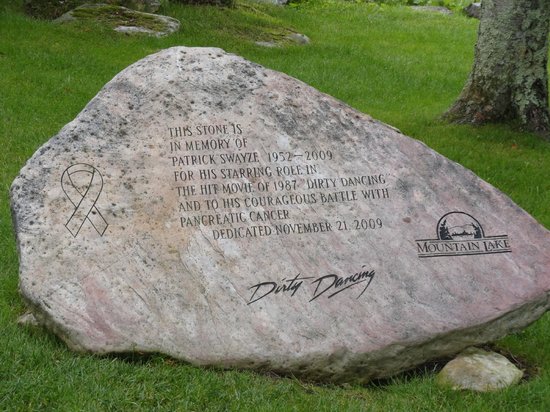 THIS STONE IS
IN MEMORY OF
PATRICK SWAYZE 1952—2009
FOR HIS STARRING ROLE IN
THE HIT MOVIE OF 1987 "DIRTY DANCING"
AND TO HIS COURAGEOUS BATTLE WITH
PANCREATIC CANCER
DEDICATED NOVEMBER 21, 2009
MOUNTAIN LAKE
Dirty Dancing